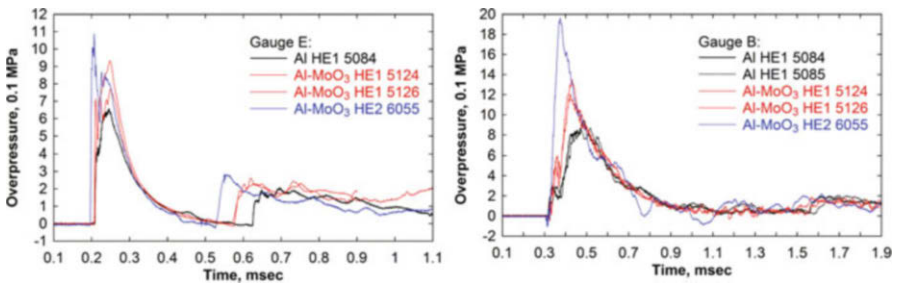 Overpressure, 0.1 MPa
12
11
10
9
8
7
6
5
4
3
2
1
0
-1
Gauge E:
Al HE1 5084
Al-MoO₃ HE1 5124
Al-MoO₃ HE1 5126
Al-MoO₃ HE2 6055
0.1 0.2 0.3 0.4 0.5 0.6 0.7 0.8 0.9 1.0 1.1
Time, msec
Overpressure, 0.1 MPa
20
18
16
14
12
10
8
6
4
2
0
-2
Gauge B:
Al HE1 5084
Al HE1 5085
Al-MoO₃ HE1 5124
Al-MoO₃ HE1 5126
Al-MoO₃ HE2 6055
0.1 0.3 0.5 0.7 0.9 1.1 1.3 1.5 1.7 1.9
Time, msec